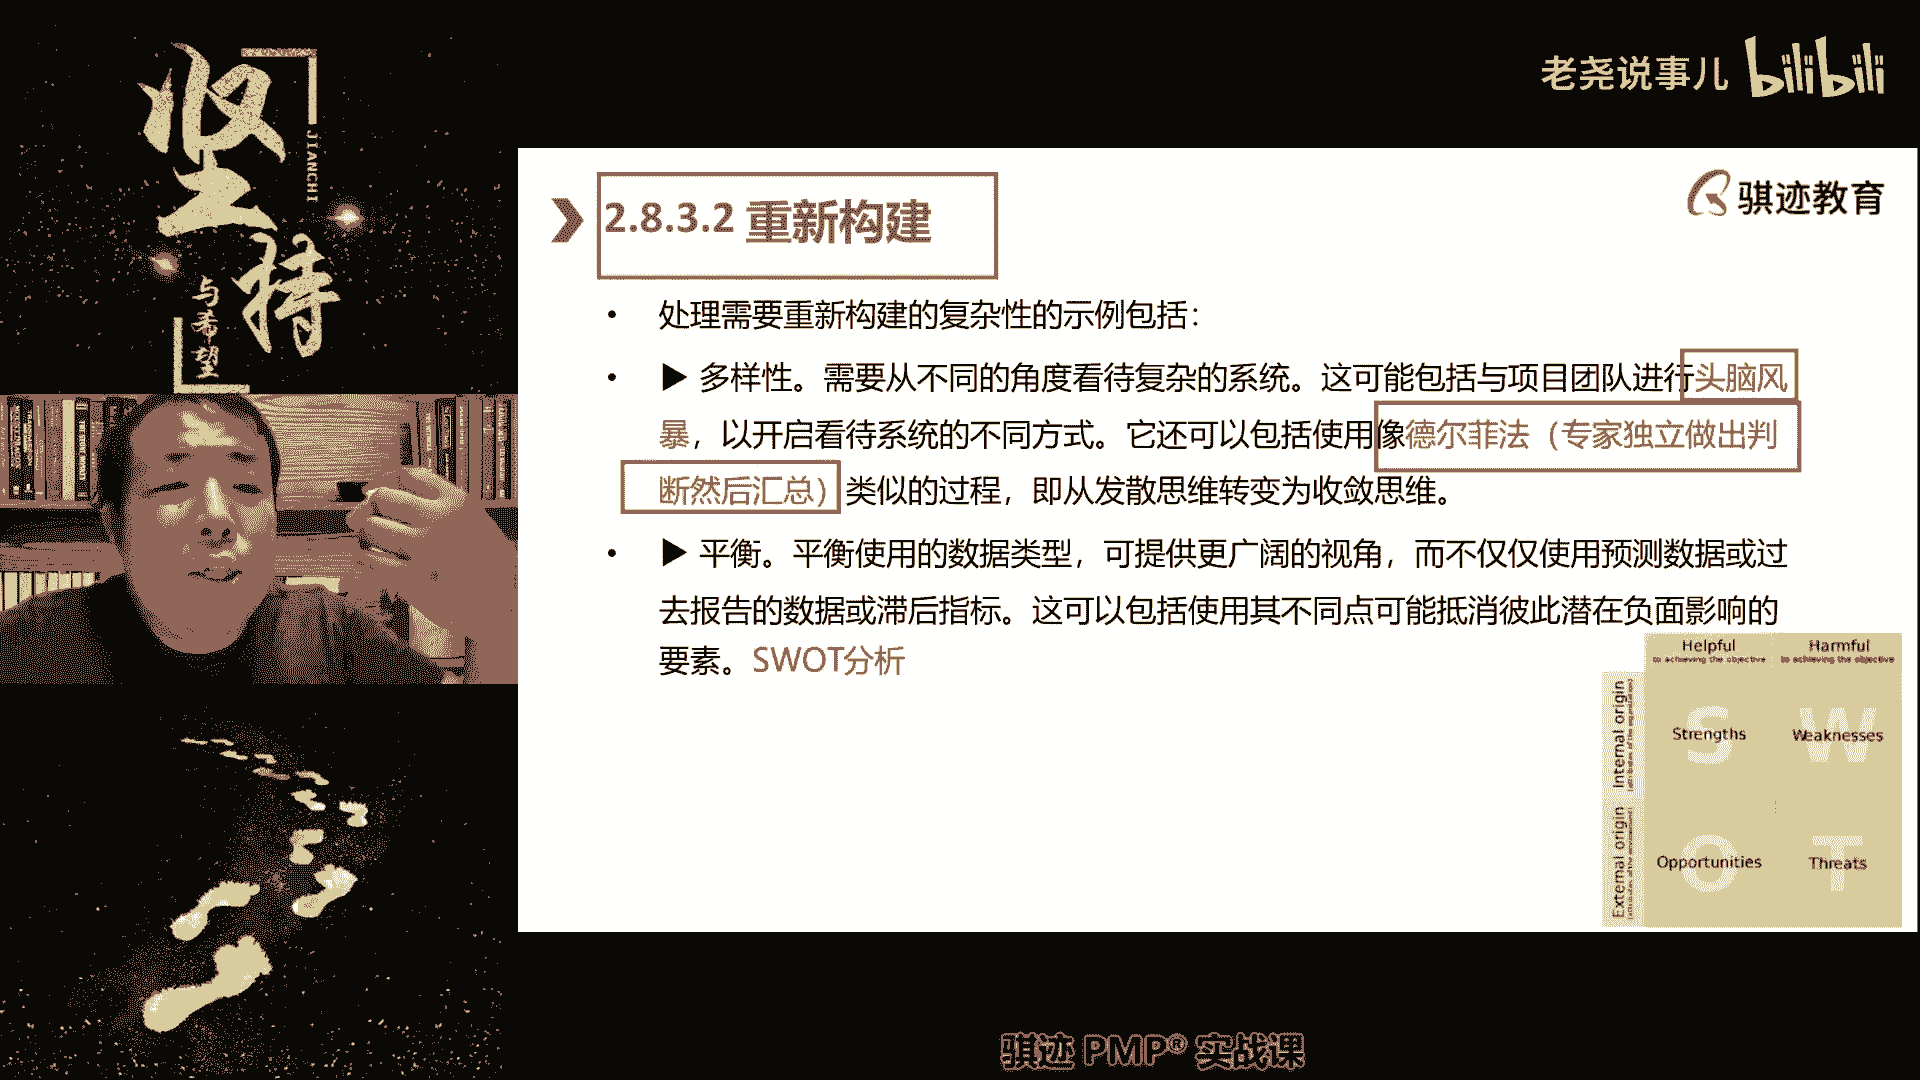 坚持
JIANCHI
与希望
老尧说事儿 bilibili
骐迹教育
2.8.3.2 重新构建
• 处理需要重新构建的复杂性的示例包括：
• ▶ 多样性。需要从不同的角度看待复杂的系统。这可能包括与项目团队进行头脑风
暴，以开启看待系统的不同方式。它还可以包括使用像德尔菲法（专家独立做出判
断然后汇总）类似的过程，即从发散思维转变为收敛思维。
• ▶ 平衡。平衡使用的数据类型，可提供更广阔的视角，而不仅仅使用预测数据或过
去报告的数据或滞后指标。这可以包括使用其不同点可能抵消彼此潜在负面影响的
要素。SWOT分析
Helpful
to achieving the objective
Harmful
to achieving the objective
Internal origin
S
Strengths
W
Weaknesses
External origin
O
Opportunities
T
Threats
骐迹 PMP® 实战课